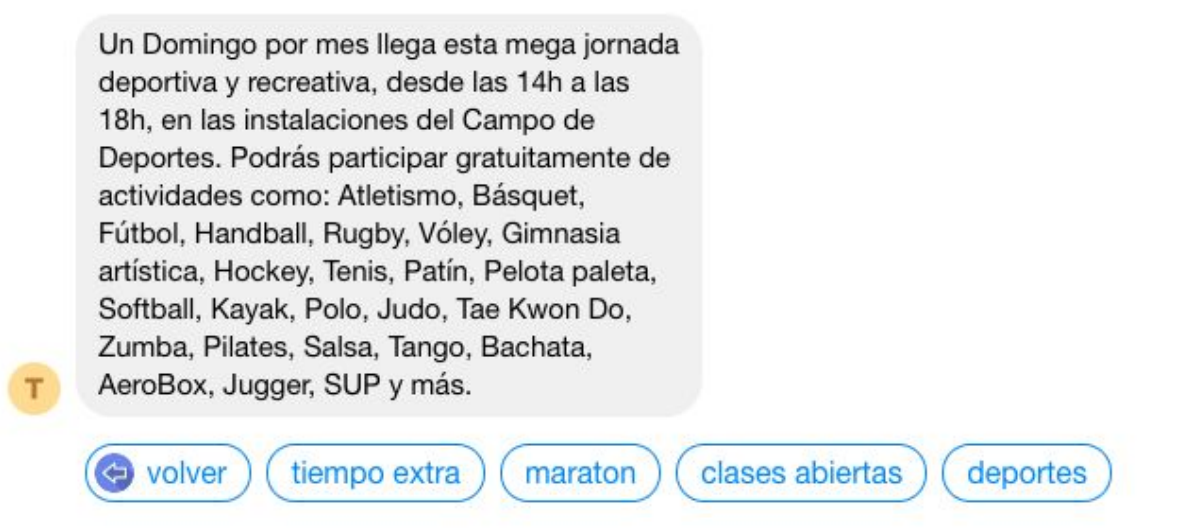 Un Domingo por mes llega esta mega jornada
deportiva y recreativa, desde las 14h a las
18h, en las instalaciones del Campo de
Deportes. Podrás participar gratuitamente de
actividades como: Atletismo, Básquet,
Fútbol, Handball, Rugby, Vóley, Gimnasia
artística, Hockey, Tenis, Patín, Pelota paleta,
Softball, Kayak, Polo, Judo, Tae Kwon Do,
Zumba, Pilates, Salsa, Tango, Bachata,
AeroBox, Jugger, SUP y más.
T
volver tiempo extra maraton clases abiertas deportes